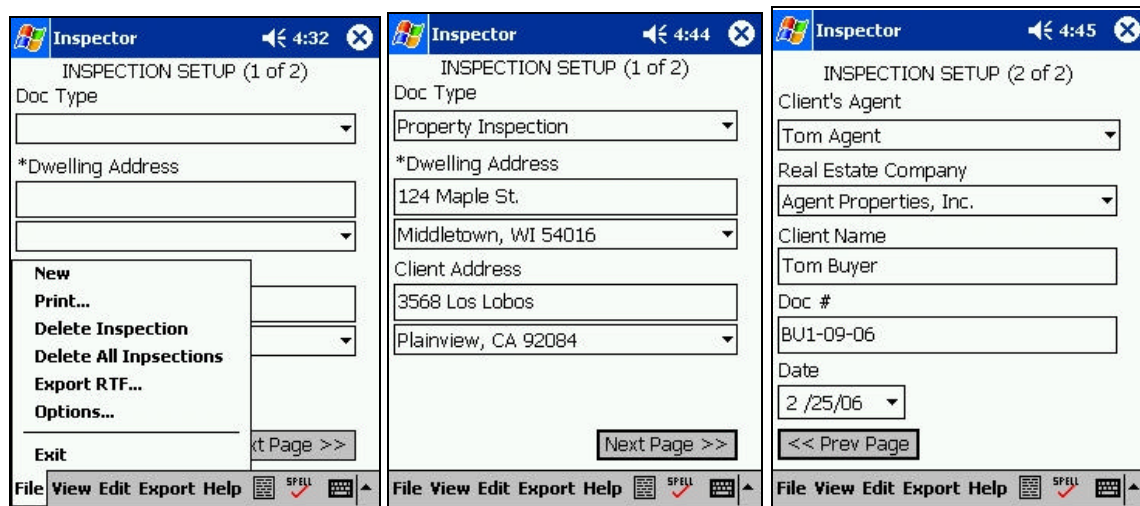 Inspector 4:32
INSPECTION SETUP (1 of 2)
Doc Type
*Dwelling Address
New
Print...
Delete Inspection
Delete All Inpsections
Export RTF...
Options...
Exit
xt Page >>
File View Edit Export Help SPELL
Inspector 4:44
INSPECTION SETUP (1 of 2)
Doc Type
Property Inspection
*Dwelling Address
124 Maple St.
Middletown, WI 54016
Client Address
3568 Los Lobos
Plainview, CA 92084
Next Page >>
File View Edit Export Help SPELL
Inspector 4:45
INSPECTION SETUP (2 of 2)
Client's Agent
Tom Agent
Real Estate Company
Agent Properties, Inc.
Client Name
Tom Buyer
Doc #
BU1-09-06
Date
2 /25/06
<< Prev Page
File View Edit Export Help SPELL